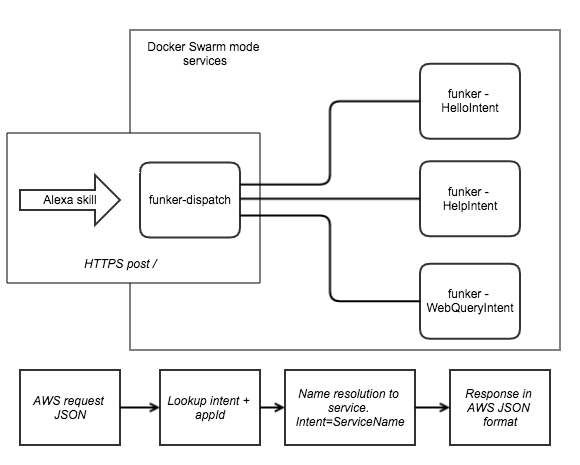 Docker Swarm mode
services
funker -
HelloIntent
Alexa skill
funker-dispatch
funker -
HelpIntent
HTTPS post /
funker -
WebQueryIntent
AWS request
JSON
Lookup intent +
appId
Name resolution to
service.
Intent=ServiceName
Response in
AWS JSON
format